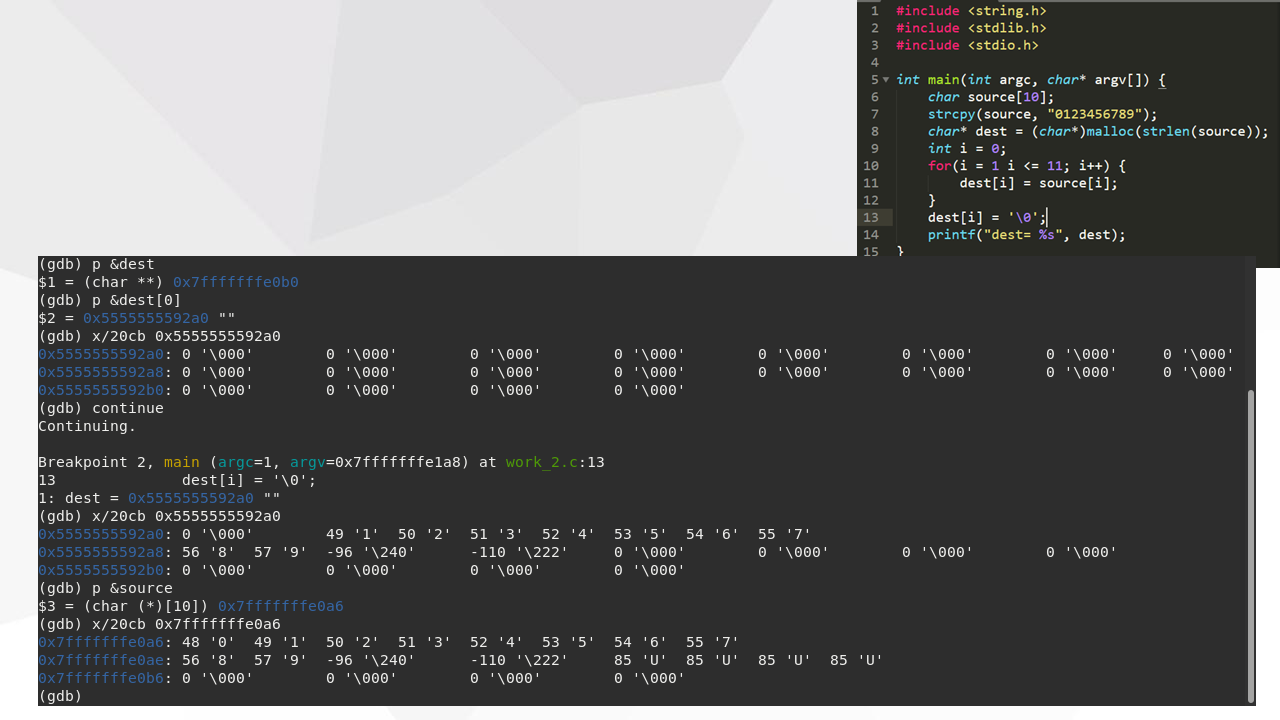 1 #include <string.h>
2 #include <stdlib.h>
3 #include <stdio.h>
4
5 int main(int argc, char* argv[]) {
6 char source[10];
7 strcpy(source, "0123456789");
8 char* dest = (char*)malloc(strlen(source));
9 int i = 0;
10 for(i = 1 i <= 11; i++) {
11 dest[i] = source[i];
12 }
13 dest[i] = '\0';
14 printf("dest= %s", dest);
15 }
(gdb) p &dest
$1 = (char **) 0x7fffffffe0b0
(gdb) p &dest[0]
$2 = 0x5555555592a0 ""
(gdb) x/20cb 0x5555555592a0
0x5555555592a0: 0 '\000' 0 '\000' 0 '\000' 0 '\000' 0 '\000' 0 '\000' 0 '\000' 0 '\000'
0x5555555592a8: 0 '\000' 0 '\000' 0 '\000' 0 '\000' 0 '\000' 0 '\000' 0 '\000' 0 '\000'
0x5555555592b0: 0 '\000' 0 '\000' 0 '\000' 0 '\000'
(gdb) continue
Continuing.
Breakpoint 2, main (argc=1, argv=0x7fffffffe1a8) at work_2.c:13
13 dest[i] = '\0';
1: dest = 0x5555555592a0 ""
(gdb) x/20cb 0x5555555592a0
0x5555555592a0: 0 '\000' 49 '1' 50 '2' 51 '3' 52 '4' 53 '5' 54 '6' 55 '7'
0x5555555592a8: 56 '8' 57 '9' -96 '\240' -110 '\222' 0 '\000' 0 '\000' 0 '\000' 0 '\000'
0x5555555592b0: 0 '\000' 0 '\000' 0 '\000' 0 '\000'
(gdb) p &source
$3 = (char (*)[10]) 0x7fffffffe0a6
(gdb) x/20cb 0x7fffffffe0a6
0x7fffffffe0a6: 48 '0' 49 '1' 50 '2' 51 '3' 52 '4' 53 '5' 54 '6' 55 '7'
0x7fffffffe0ae: 56 '8' 57 '9' -96 '\240' -110 '\222' 85 'U' 85 'U' 85 'U' 85 'U'
0x7fffffffe0b6: 0 '\000' 0 '\000' 0 '\000' 0 '\000'
(gdb)